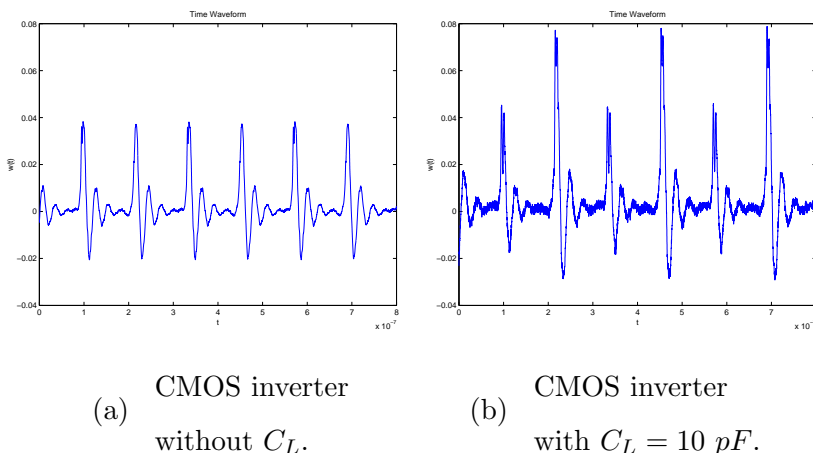 Time Waveform
0.08
0.06
0.04
0.02
0
−0.02
−0.04
w(t)
0 1 2 3 4 5 6 7 8
t
x 10⁻⁷
(a) CMOS inverter
without C_L.
Time Waveform
0.08
0.06
0.04
0.02
0
−0.02
−0.04
w(t)
0 1 2 3 4 5 6 7
t
x 10⁻
(b) CMOS inverter
with C_L = 10 pF.